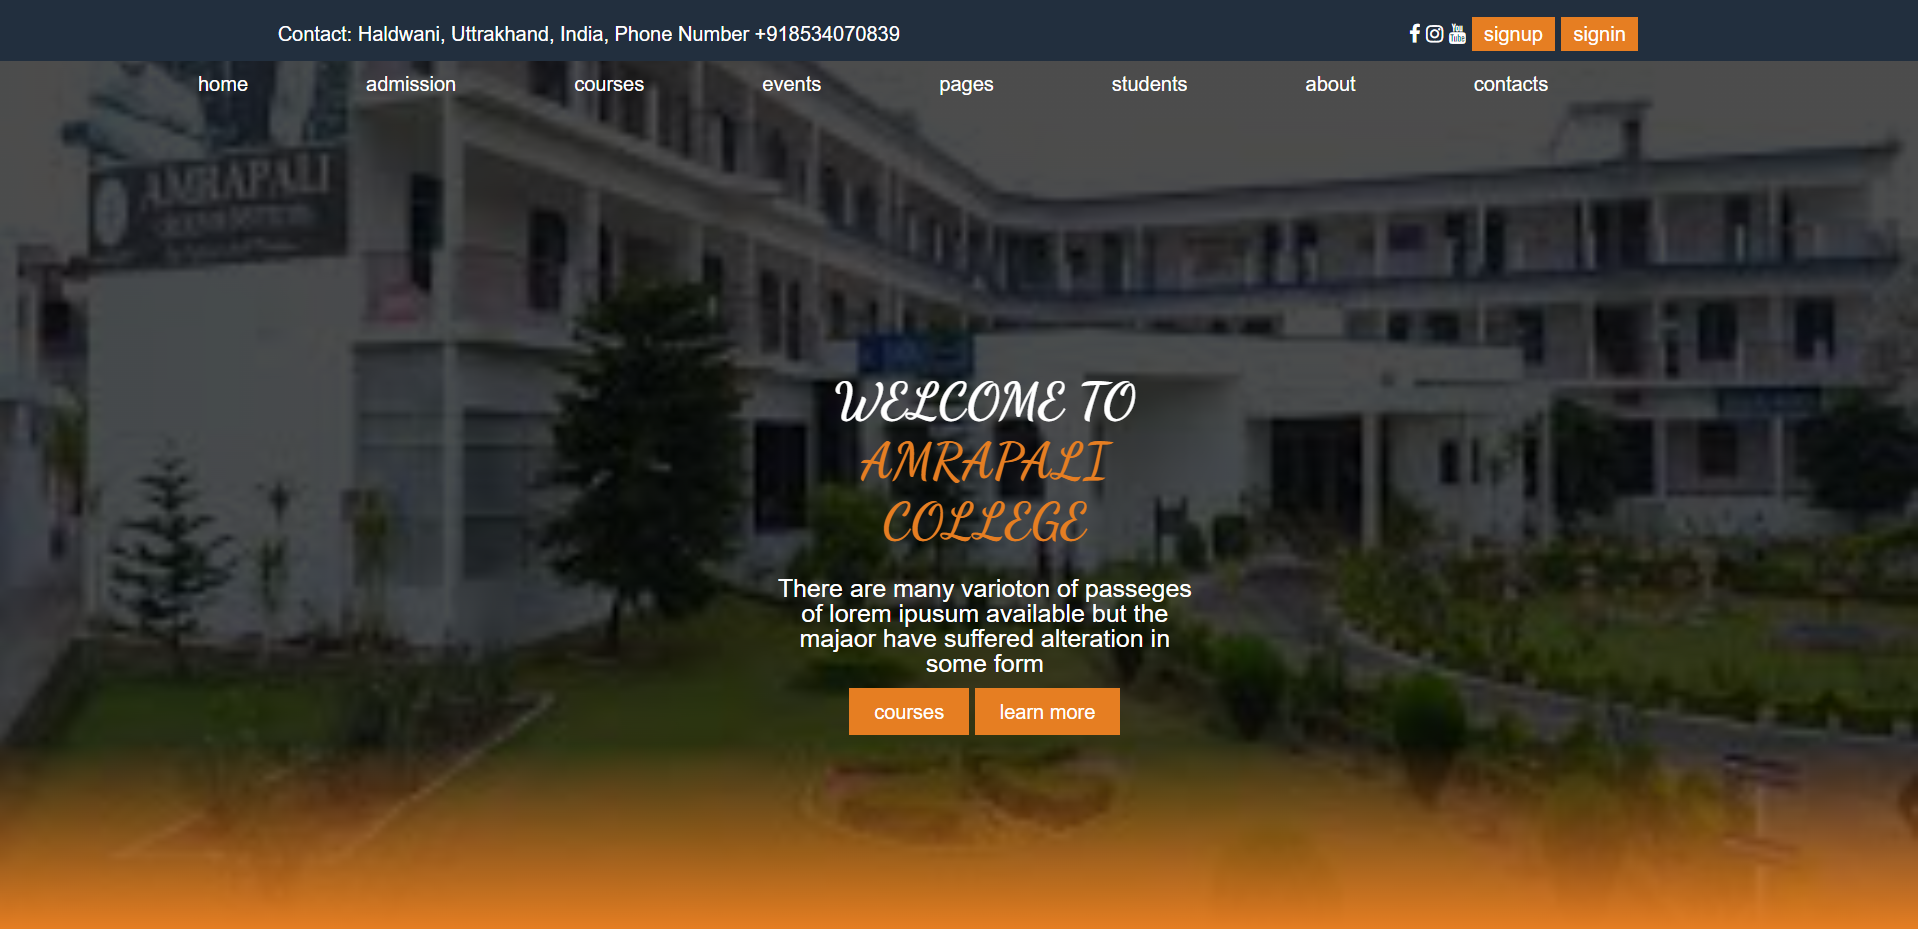 Contact: Haldwani, Uttrakhand, India, Phone Number +918534070839
You
Tube
signup
signin
home
admission
courses
events
pages
students
about
contacts
AMRAPALI
WELCOME TO
AMRAPALI
COLLEGE
There are many varioton of passeges
of lorem ipusum available but the
majaor have suffered alteration in
some form
courses
learn more